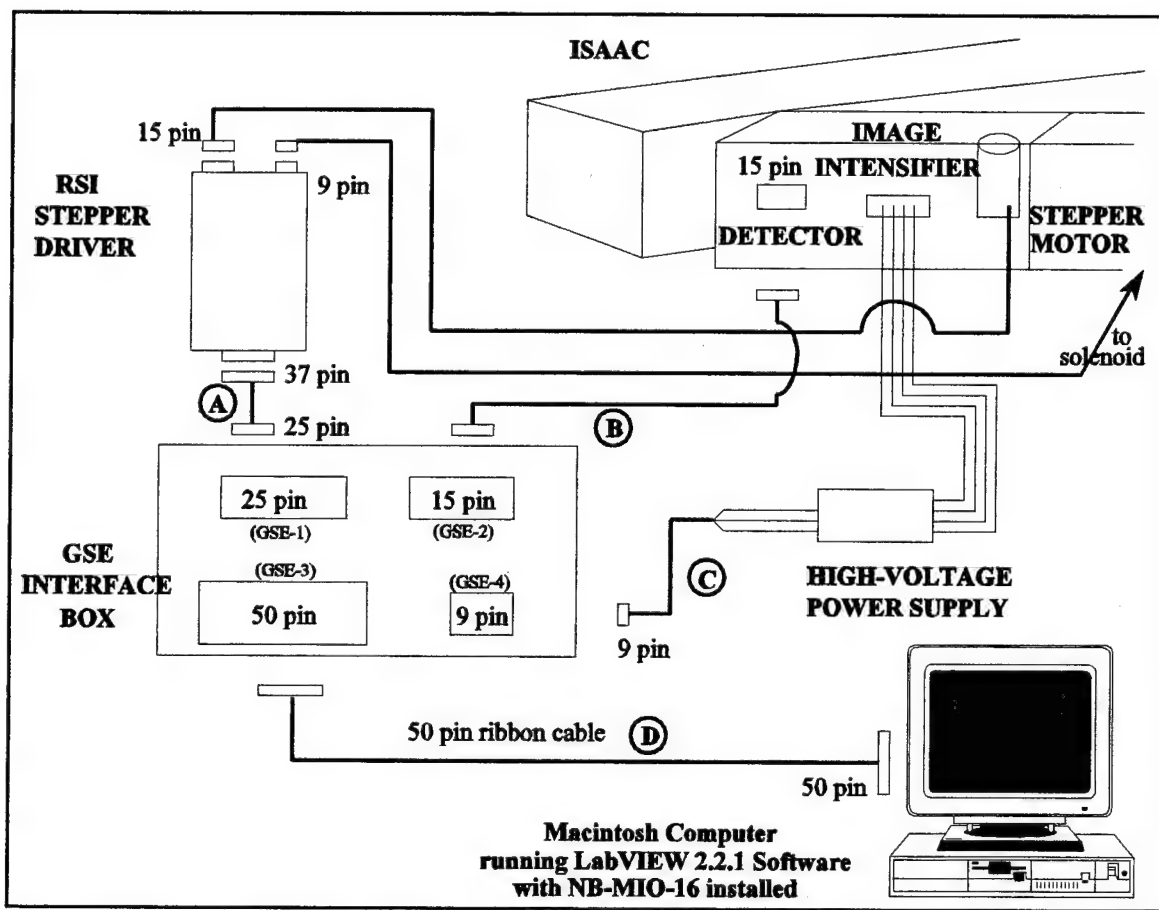 ISAAC
15 pin
9 pin
RSI
STEPPER
DRIVER
IMAGE
INTENSIFIER
15 pin
DETECTOR
STEPPER
MOTOR
to
solenoid
37 pin
A
25 pin
B
25 pin
(GSE-1)
15 pin
(GSE-2)
GSE
INTERFACE
BOX
(GSE-3)
50 pin
(GSE-4)
9 pin
C
9 pin
HIGH-VOLTAGE
POWER SUPPLY
50 pin ribbon cable
D
50 pin
Macintosh Computer
running LabVIEW 2.2.1 Software
with NB-MIO-16 installed